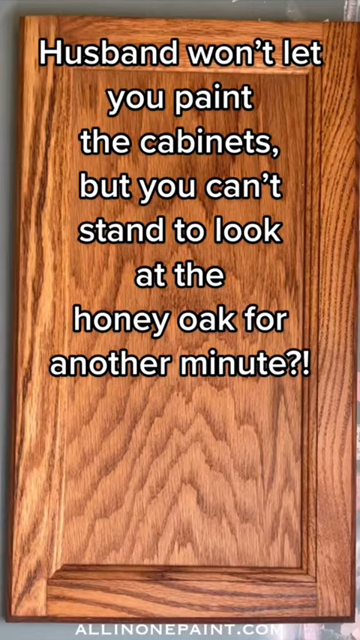 Husband won't let
you paint
the cabinets,
but you can't
stand to look
at the
honey oak for
another minute?!
ALLINONEPAINT.COM